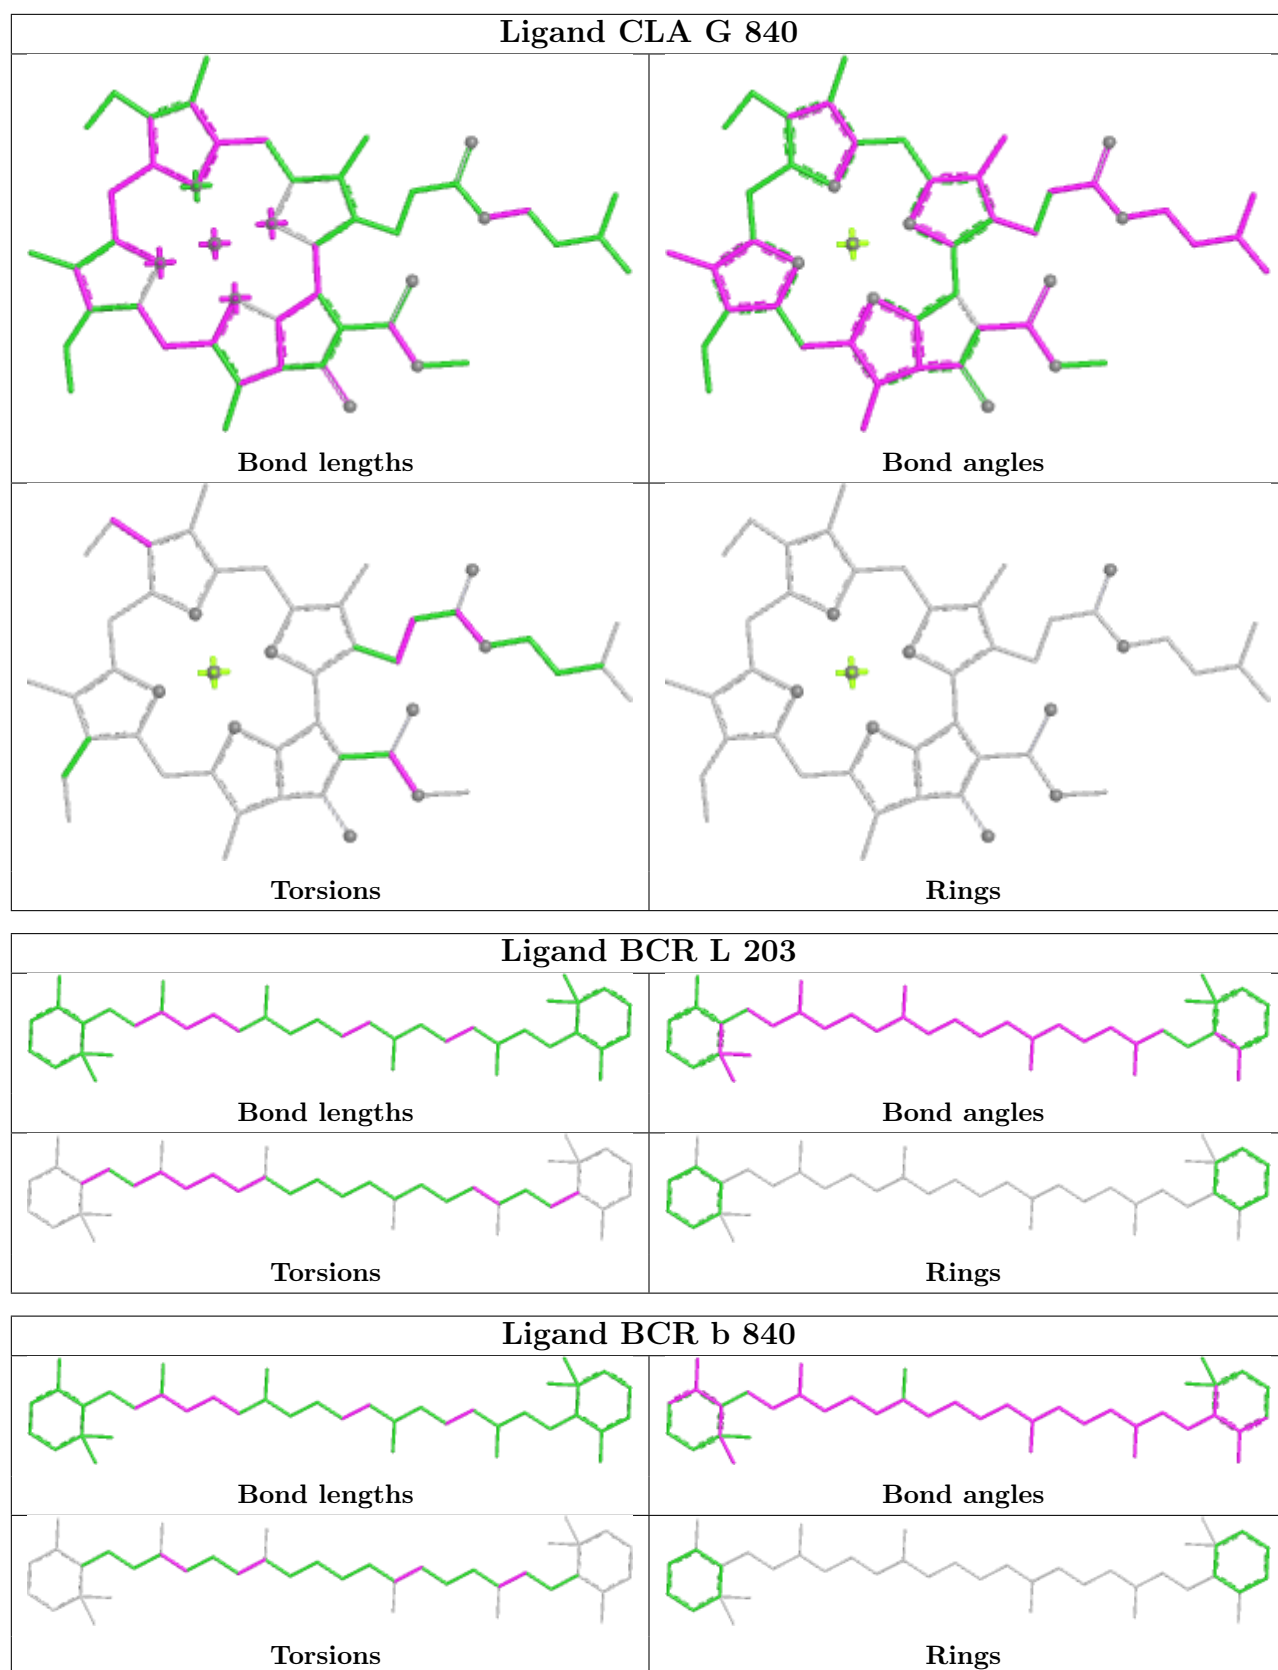 Ligand CLA G 840
Bond lengths
Bond angles
Torsions
Rings
Ligand BCR L 203
Bond lengths
Bond angles
Torsions
Rings
Ligand BCR b 840
Bond lengths
Bond angles
Torsions
Rings